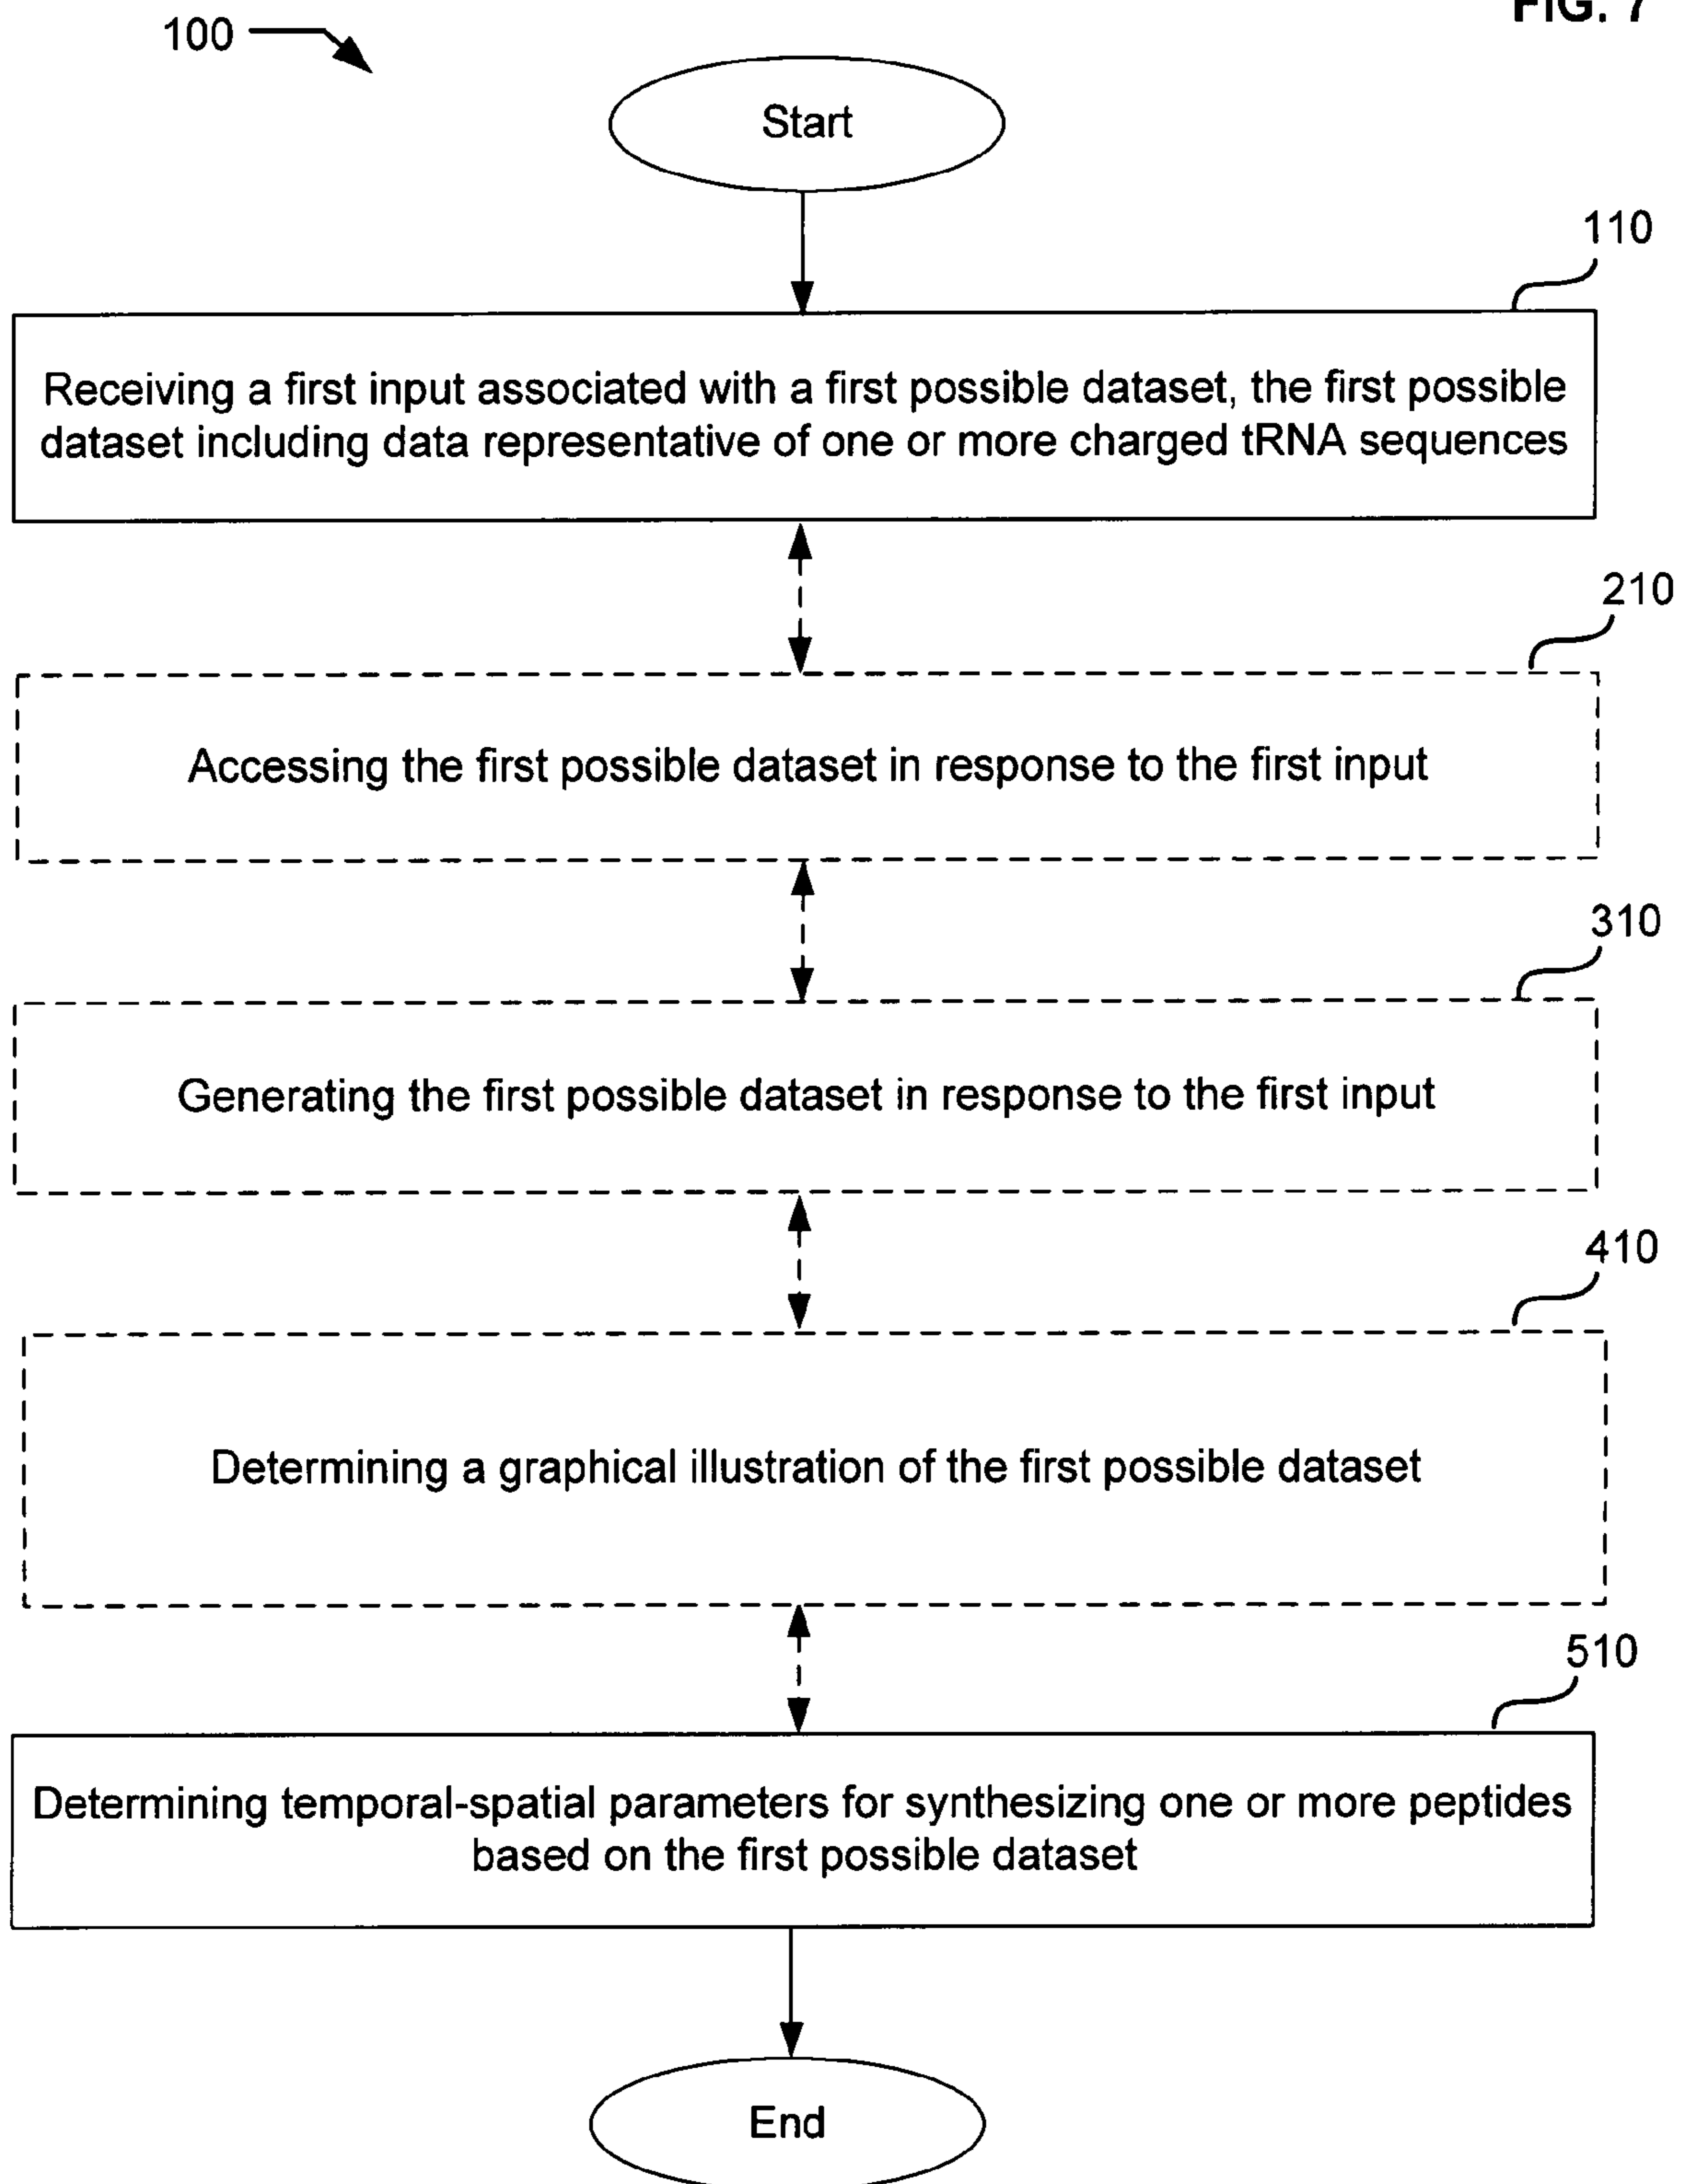 FIG. 7
100
Start
110
Receiving a first input associated with a first possible dataset, the first possible
dataset including data representative of one or more charged tRNA sequences
210
Accessing the first possible dataset in response to the first input
310
Generating the first possible dataset in response to the first input
410
Determining a graphical illustration of the first possible dataset
510
Determining temporal-spatial parameters for synthesizing one or more peptides
based on the first possible dataset
End